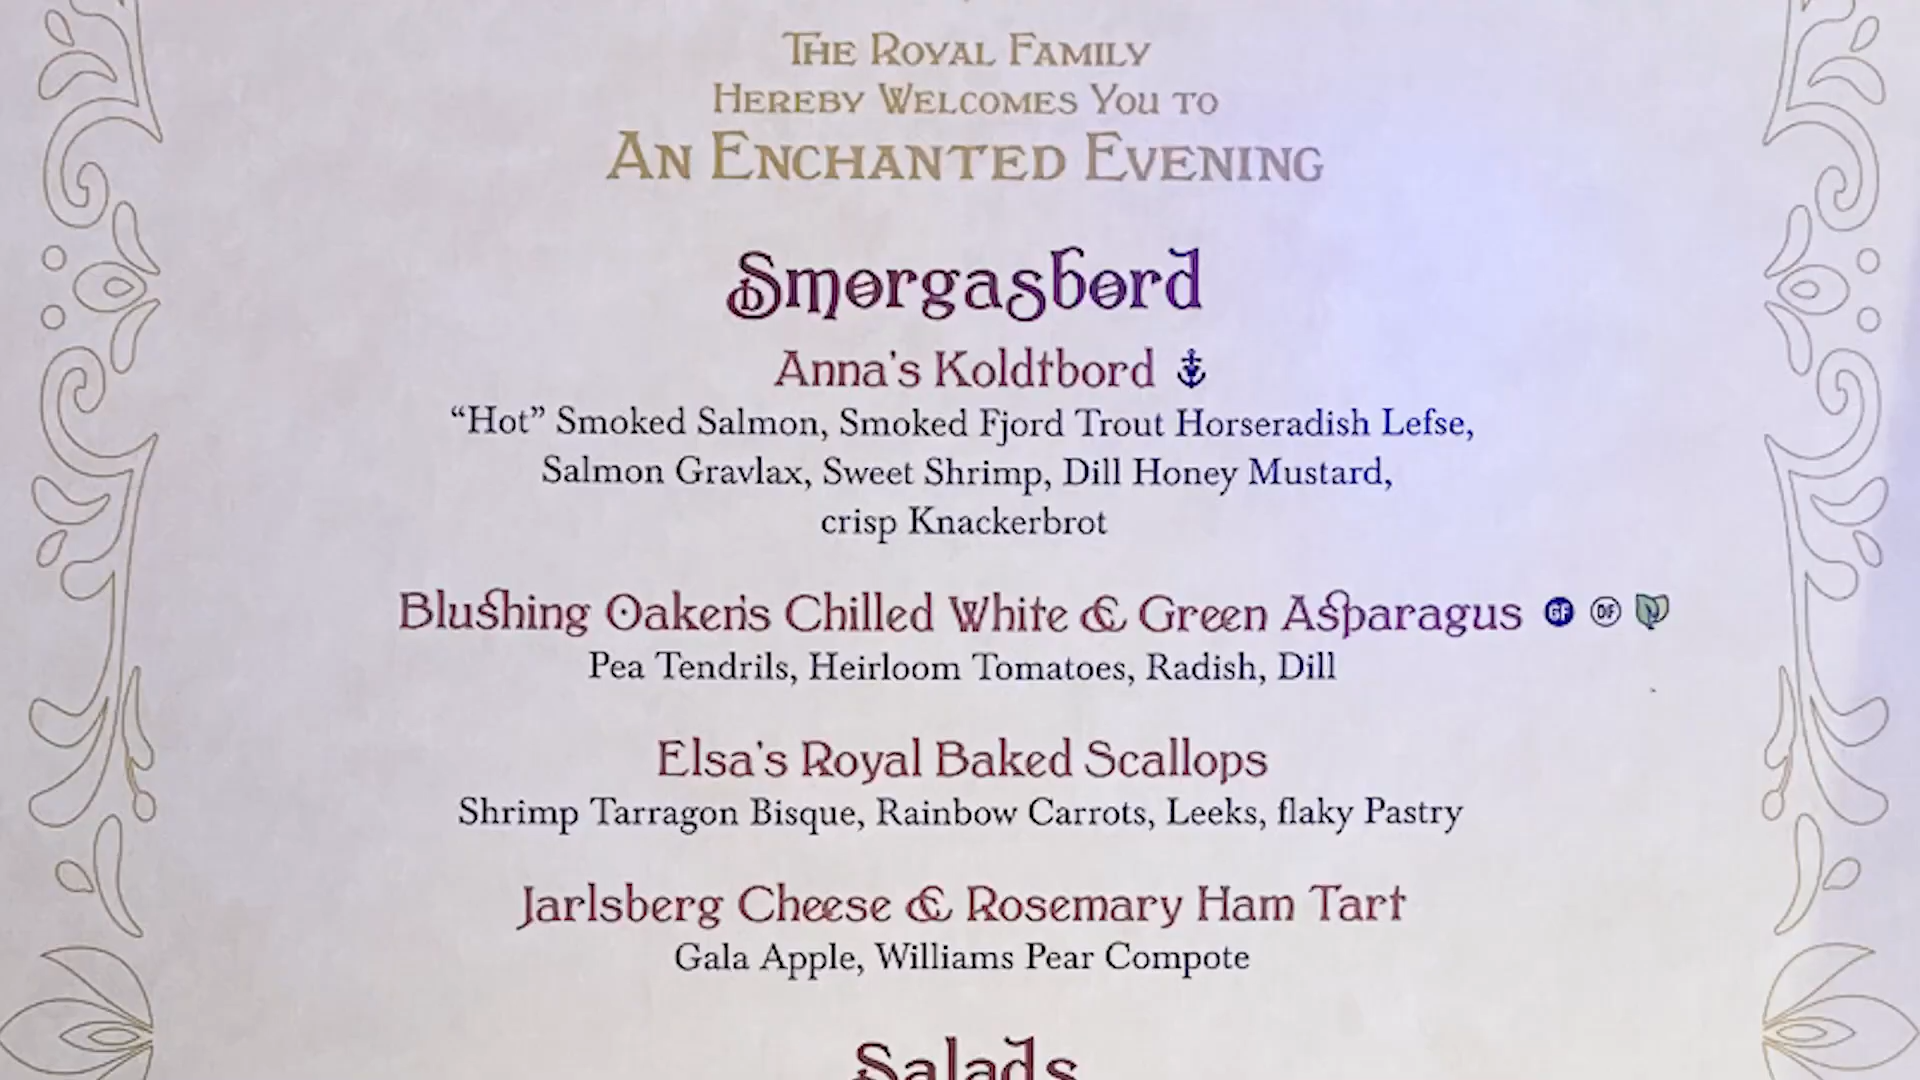 The Royal Family
Hereby Welcomes You to
An Enchanted Evening
Smorgasbord
Anna's Koldtbord
“Hot” Smoked Salmon, Smoked Fjord Trout Horseradish Lefse,
Salmon Gravlax, Sweet Shrimp, Dill Honey Mustard,
crisp Knackerbrot
Blushing Oaken's Chilled White & Green Asparagus GF DF
Pea Tendrils, Heirloom Tomatoes, Radish, Dill
Elsa's Royal Baked Scallops
Shrimp Tarragon Bisque, Rainbow Carrots, Leeks, flaky Pastry
Jarlsberg Cheese & Rosemary Ham Tart
Gala Apple, Williams Pear Compote
Salads